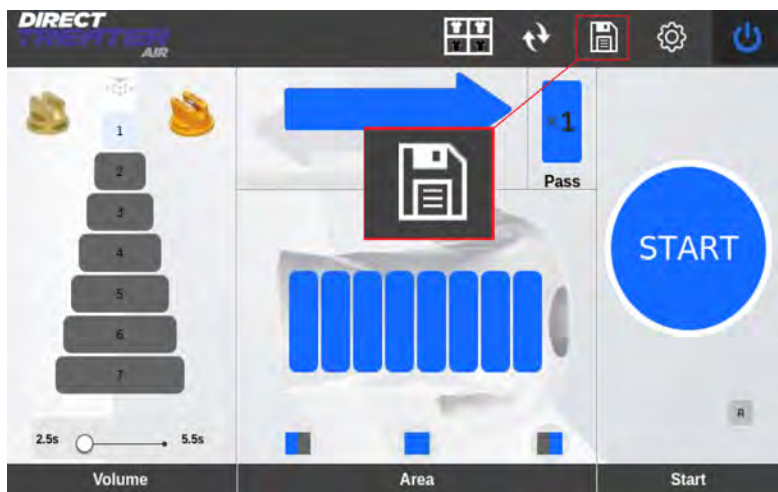 DIRECT
TREATER
AIR
1
2
3
4
5
6
7
2.5s
5.5s
Volume
×1
Pass
Area
START
R
Start